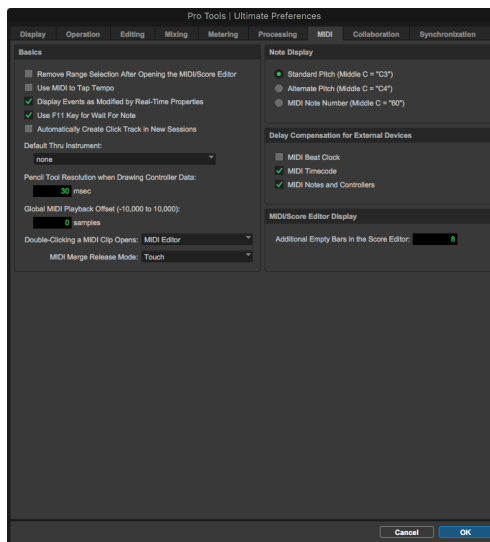 Pro Tools | Ultimate Preferences
Display Operation Editing Mixing Metering Processing MIDI Collaboration Synchronization
Basics
Remove Range Selection After Opening the MIDI/Score Editor
Use MIDI to Tap Tempo
Display Events as Modified by Real-Time Properties
Use F11 Key for Wait For Note
Automatically Create Click Track in New Sessions
Default Thru Instrument:
none
Pencil Tool Resolution when Drawing Controller Data:
30 msec
Global MIDI Playback Offset (-10,000 to 10,000):
0 samples
Double-Clicking a MIDI Clip Opens: MIDI Editor
MIDI Merge Release Mode: Touch
Note Display
Standard Pitch (Middle C = "C3")
Alternate Pitch (Middle C = "C4")
MIDI Note Number (Middle C = "60")
Delay Compensation for External Devices
MIDI Beat Clock
MIDI Timecode
MIDI Notes and Controllers
MIDI/Score Editor Display
Additional Empty Bars in the Score Editor: 8
Cancel OK